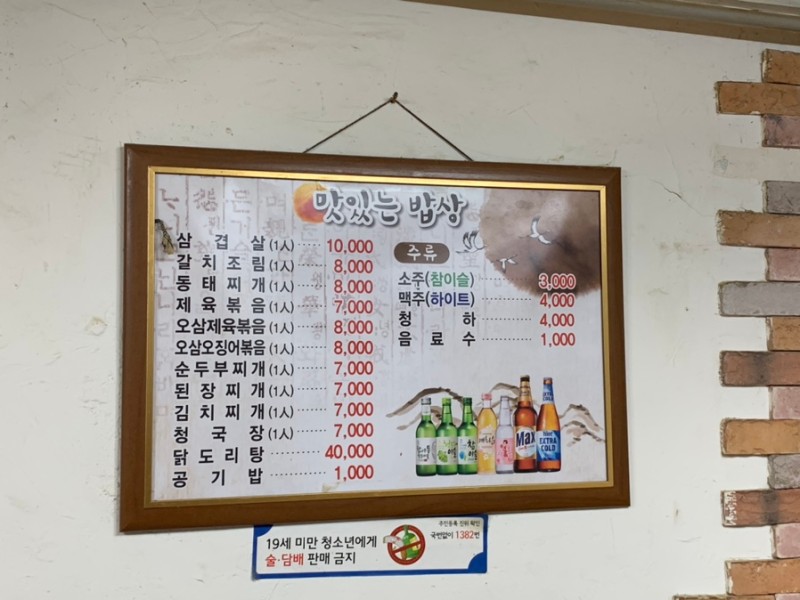 맛있는 밥상
삼겹살(1人) ······ 10,000
갈치조림(1人) ······ 8,000
동태찌개(1人) ······ 8,000
제육볶음(1人) ······ 7,000
오삼제육볶음(1人) ······ 8,000
오삼오징어볶음(1人) ······ 8,000
순두부찌개(1人) ······ 7,000
된장찌개(1人) ······ 7,000
김치찌개(1人) ······ 7,000
청국장(1人) ······ 7,000
닭도리탕 ······ 40,000
공기밥 ······ 1,000
주류
소주(참이슬) ······ 3,000
맥주(하이트) ······ 4,000
청하 ······ 4,000
음료수 ······ 1,000
Max
EXTRA COLD
19세 미만 청소년에게
술·담배 판매 금지
국번없이 1382번